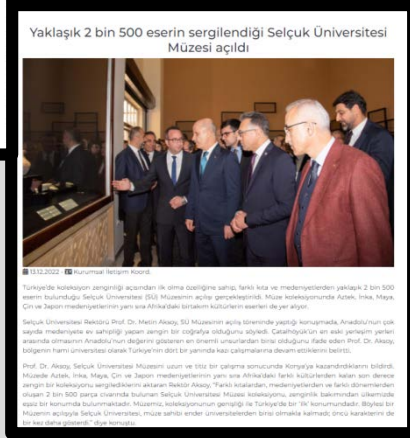 Yaklaşık 2 bin 500 eserin sergilendiği Selçuk Üniversitesi
Müzesi açıldı
13.12.2022 - Kurumsal İletişim Koord.
Türkiye'de koleksiyon zenginliği açısından ilk olma özelliğine sahip, farklı kıta ve medeniyetlerden yaklaşık 2 bin 500
eserin bulunduğu Selçuk Üniversitesi (SÜ) Müzesinin açılışı gerçekleştirildi. Müze koleksiyonunda Aztek, İnka, Maya,
Çin ve Japon medeniyetlerinin yanı sıra Afrika'daki birtakım kültürlerin eserleri de yer alıyor.
Selçuk Üniversitesi Rektörü Prof. Dr. Metin Aksoy, SÜ Müzesinin açılış töreninde yaptığı konuşmada, Anadolu'nun çok
sayıda medeniyete ev sahipliği yapan zengin bir coğrafya olduğunu söyledi. Çatalhöyük'ün en eski yerleşim yerleri
arasında olmasının Anadolu'nun değerini gösteren en önemli unsurlardan birisi olduğunu ifade eden Prof. Dr. Aksoy,
bölgenin hami üniversitesi olarak Türkiye'nin dört bir yanında kazı çalışmalarına devam ettiklerini belirtti.
Prof. Dr. Aksoy, Selçuk Üniversitesi Müzesini uzun ve titiz bir çalışma sonucunda Konya'ya kazandırdıklarını bildirdi.
Müzede Aztek, İnka, Maya, Çin ve Japon medeniyetlerinin yanı sıra Afrika'daki farklı kültürlerden kalan son derece
zengin bir koleksiyonu sergilediklerini aktaran Rektör Aksoy, "Farklı kıtalardan, medeniyetlerden ve farklı dönemlerden
oluşan 2 bin 500 parça civarında bulunan Selçuk Üniversitesi Müzesi koleksiyonu, zenginlik bakımından ülkemizde
eşsiz bir konumda bulunmaktadır. Müzemiz, koleksiyonunun genişliği ile Türkiye'de bir 'ilk' konumundadır. Böylesi bir
Müzenin açılışıyla Selçuk Üniversitesi, müze sahibi ender üniversitelerden birisi olmakla kalmadı; öncü karakterini de
bir kez daha gösterdi." diye konuştu.